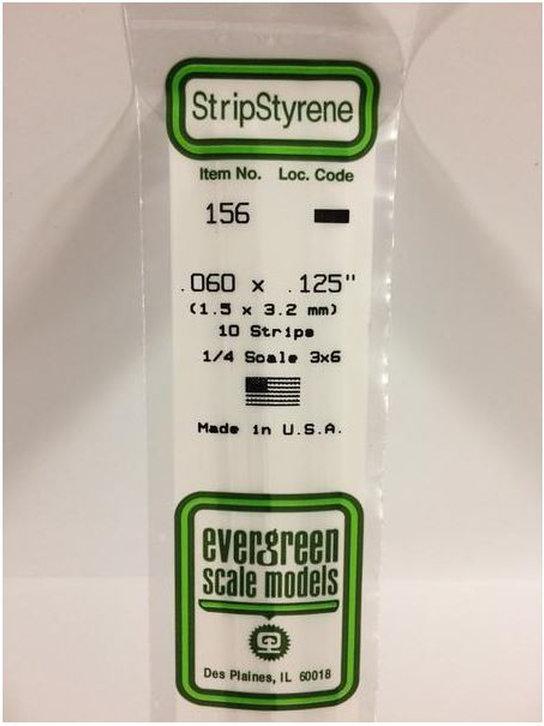 StripStyrene
Item No. Loc. Code
156
.060 x .125"
(1.5 x 3.2 mm)
10 Strips
1/4 Scale 3x6
Made in U.S.A.
evergreen
scale models
Des Plaines, IL 60018